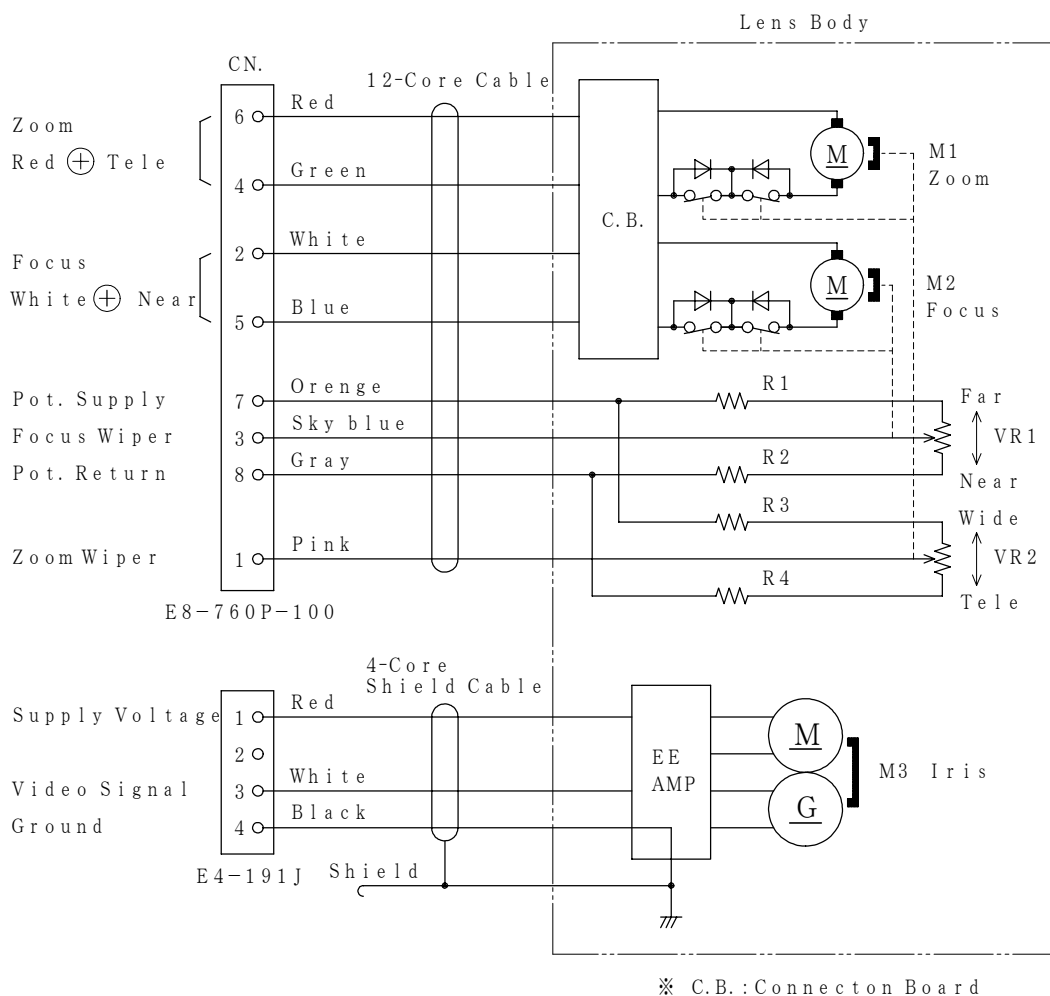 Lens Body
CN.
12-Core Cable
6 Red
Zoom
Red + Tele
4 Green
M
M1
Zoom
C.B.
2 White
Focus
White + Near
5 Blue
M
M2
Focus
Pot. Supply 7 Orenge R1 Far
Focus Wiper 3 Sky blue VR1
Pot. Return 8 Gray R2 Near
R3 Wide
Zoom Wiper 1 Pink VR2
R4 Tele
E8-760P-100
4-Core
Shield Cable
Supply Voltage 1 Red
2
Video Signal 3 White
Ground 4 Black
EE
AMP
M
G
M3 Iris
E4-191J
Shield
※ C.B.:Connecton Board